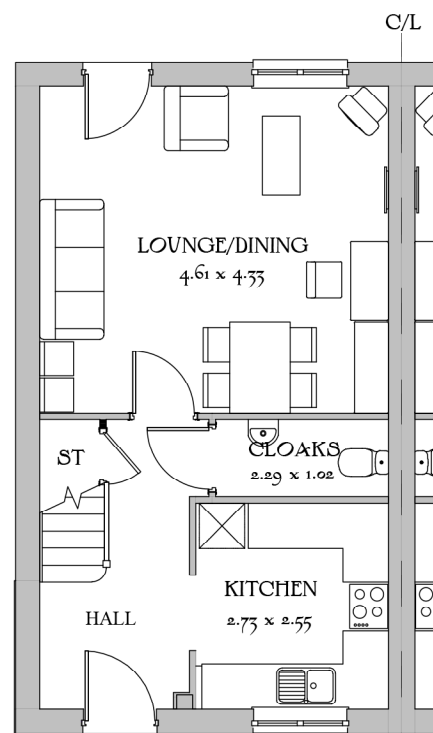 C/L
LOUNGE/DINING
4.61 x 4.33
ST
CLOAKS
2.29 x 1.02
KITCHEN
2.73 x 2.55
HALL